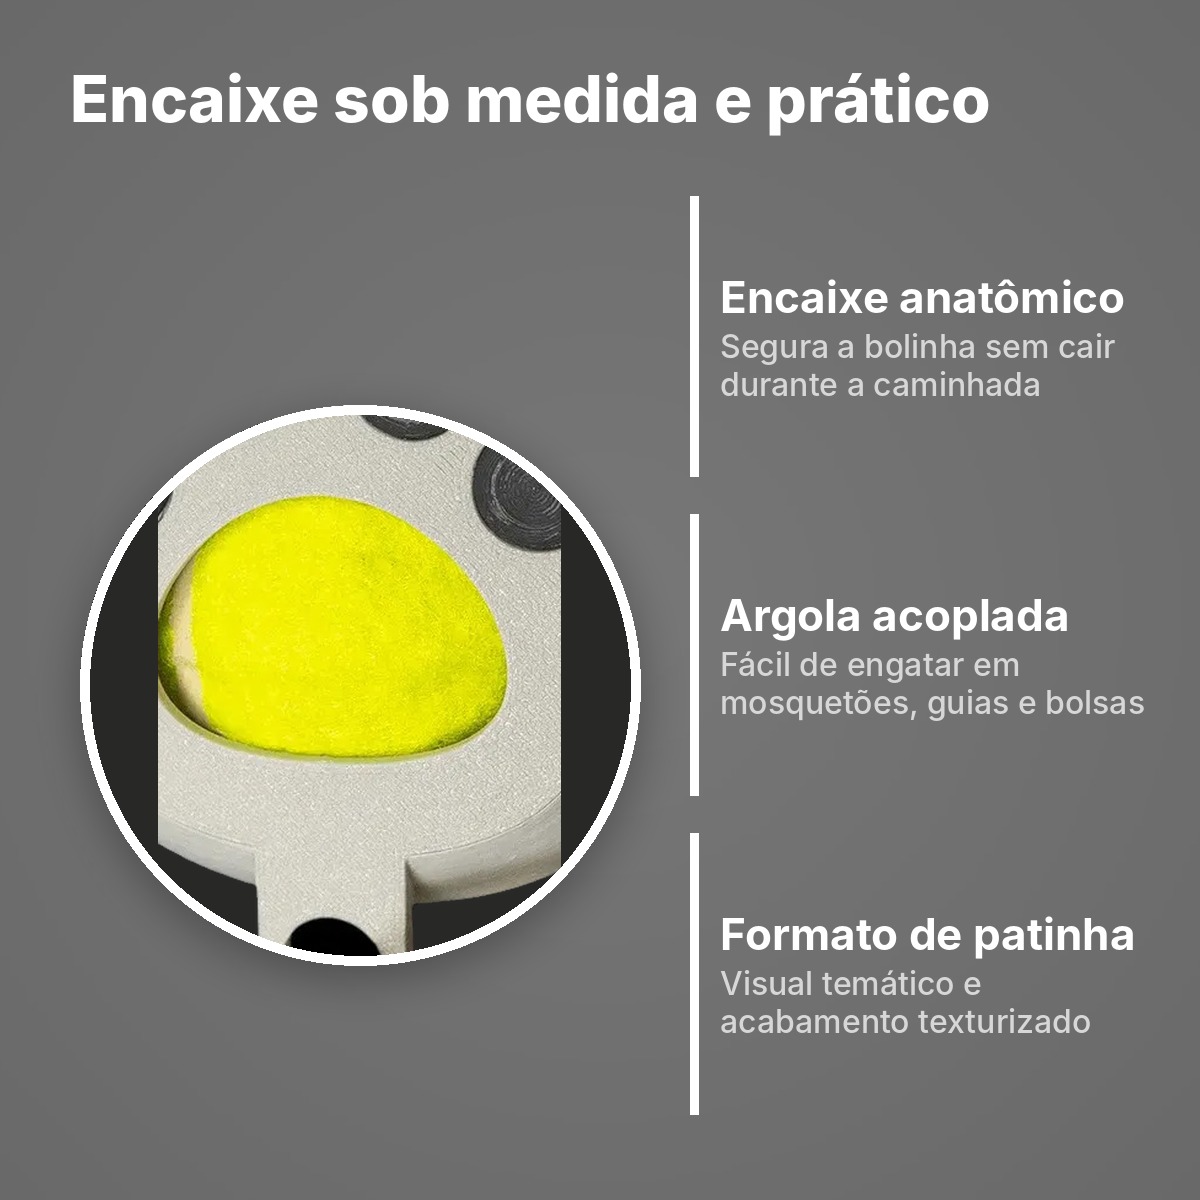 Encaixe sob medida e prático
Encaixe anatômico
Segura a bolinha sem cair
durante a caminhada
Argola acoplada
Fácil de engatar em
mosquetões, guias e bolsas
Formato de patinha
Visual temático e
acabamento texturizado